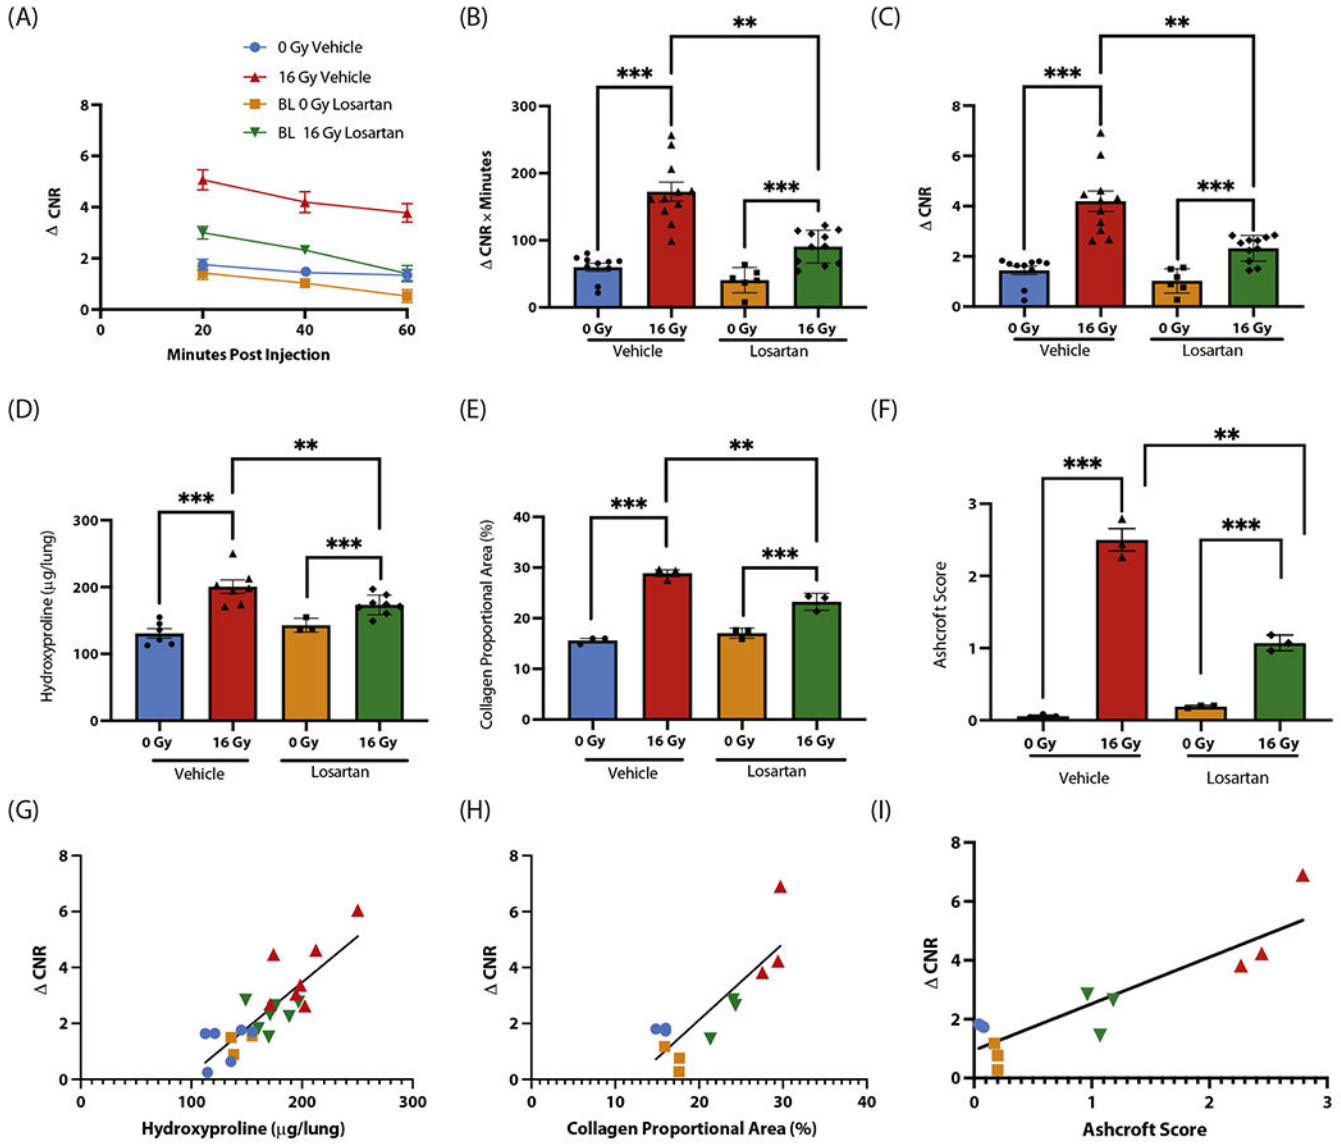 (A)
0 Gy Vehicle
16 Gy Vehicle
BL 0 Gy Losartan
BL 16 Gy Losartan
8
6
4
2
0
Δ CNR
0 20 40 60
Minutes Post Injection
(B)
**
***
***
300
200
100
0
Δ CNR × Minutes
0 Gy 16 Gy 0 Gy 16 Gy
Vehicle Losartan
(C)
**
***
***
8
6
4
2
0
Δ CNR
0 Gy 16 Gy 0 Gy 16 Gy
Vehicle Losartan
(D)
**
***
***
300
200
100
0
Hydroxyproline (μg/lung)
0 Gy 16 Gy 0 Gy 16 Gy
Vehicle Losartan
(E)
**
***
***
40
30
20
10
0
Collagen Proportional Area (%)
0 Gy 16 Gy 0 Gy 16 Gy
Vehicle Losartan
(F)
**
***
***
3
2
1
0
Ashcroft Score
0 Gy 16 Gy 0 Gy 16 Gy
Vehicle Losartan
(G)
8
6
4
2
0
Δ CNR
0 100 200 300
Hydroxyproline (μg/lung)
(H)
8
6
4
2
0
Δ CNR
0 10 20 30 40
Collagen Proportional Area (%)
(I)
8
6
4
2
0
Δ CNR
0 1 2 3
Ashcroft Score